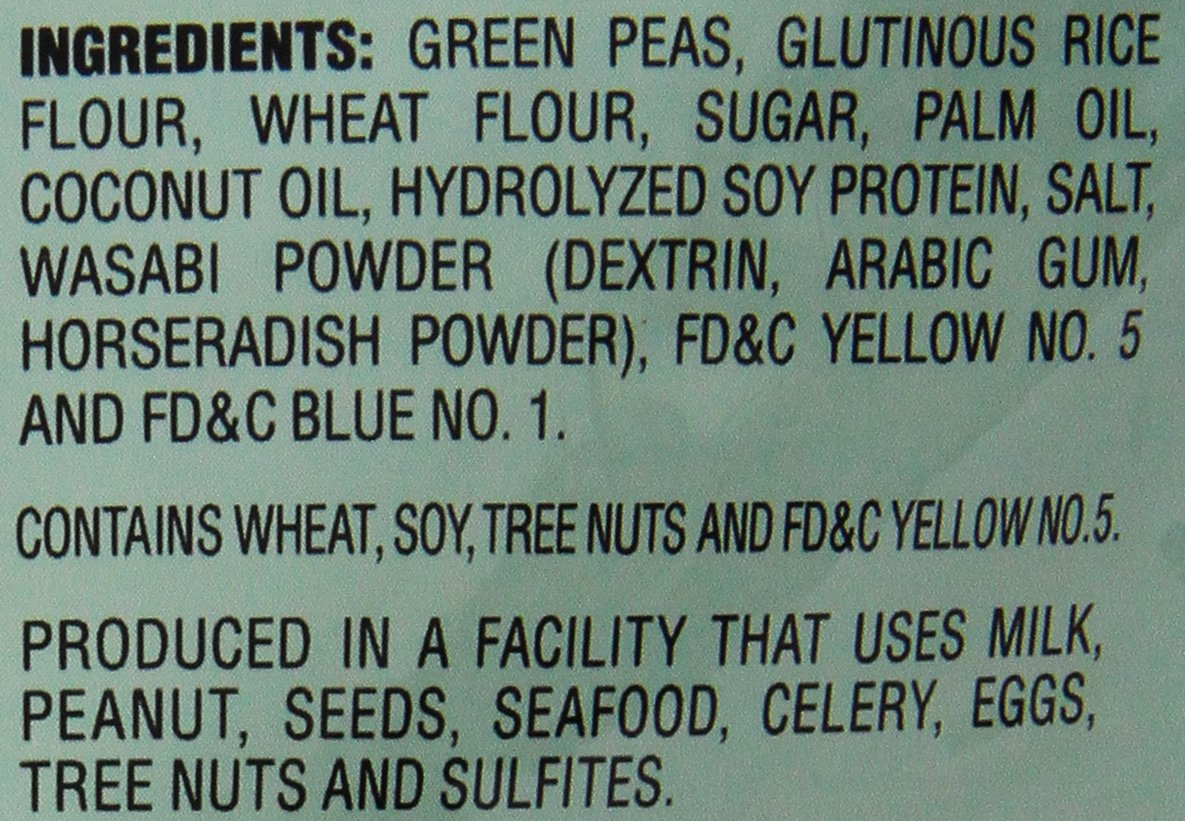 INGREDIENTS: GREEN PEAS, GLUTINOUS RICE
FLOUR, WHEAT FLOUR, SUGAR, PALM OIL,
COCONUT OIL, HYDROLYZED SOY PROTEIN, SALT,
WASABI POWDER (DEXTRIN, ARABIC GUM,
HORSERADISH POWDER), FD&C YELLOW NO. 5
AND FD&C BLUE NO. 1.
CONTAINS WHEAT, SOY, TREE NUTS AND FD&C YELLOW NO.5.
PRODUCED IN A FACILITY THAT USES MILK,
PEANUT, SEEDS, SEAFOOD, CELERY, EGGS,
TREE NUTS AND SULFITES.